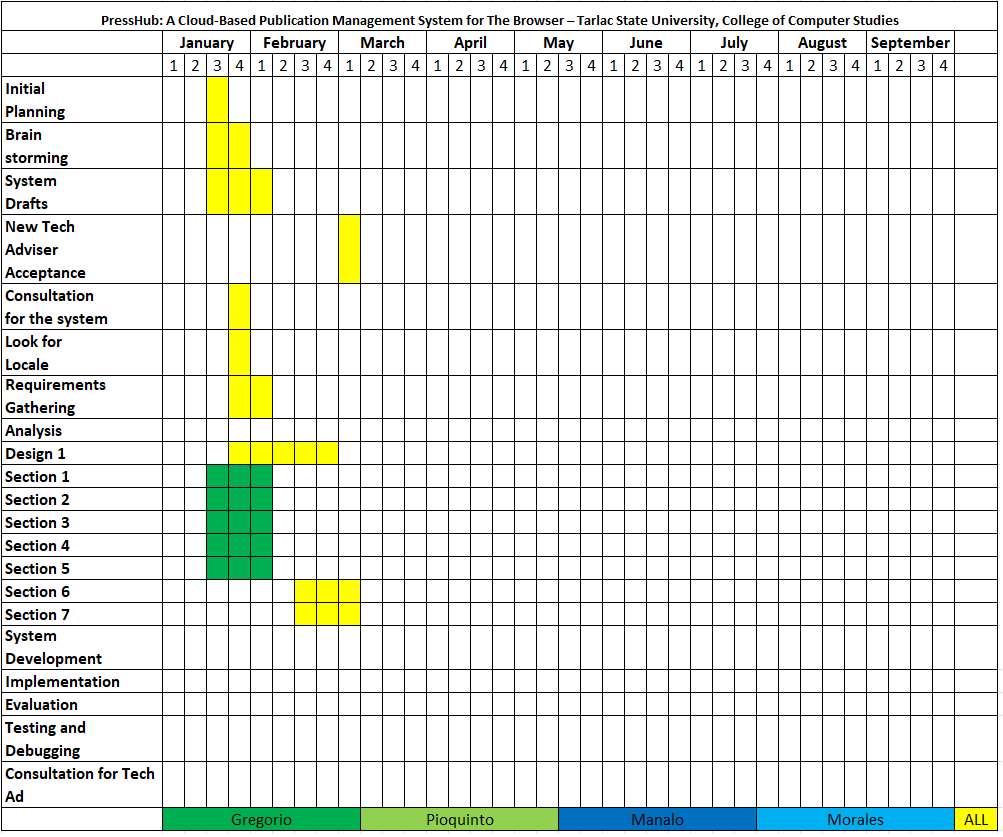 PressHub: A Cloud-Based Publication Management System for The Browser – Tarlac State University, College of Computer Studies
January February March April May June July August September
1 2 3 4 1 2 3 4 1 2 3 4 1 2 3 4 1 2 3 4 1 2 3 4 1 2 3 4 1 2 3 4 1 2 3 4
Initial
Planning
Brain
storming
System
Drafts
New Tech
Adviser
Acceptance
Consultation
for the system
Look for
Locale
Requirements
Gathering
Analysis
Design 1
Section 1
Section 2
Section 3
Section 4
Section 5
Section 6
Section 7
System
Development
Implementation
Evaluation
Testing and
Debugging
Consultation for Tech
Ad
Gregorio Pioquinto Manalo Morales ALL